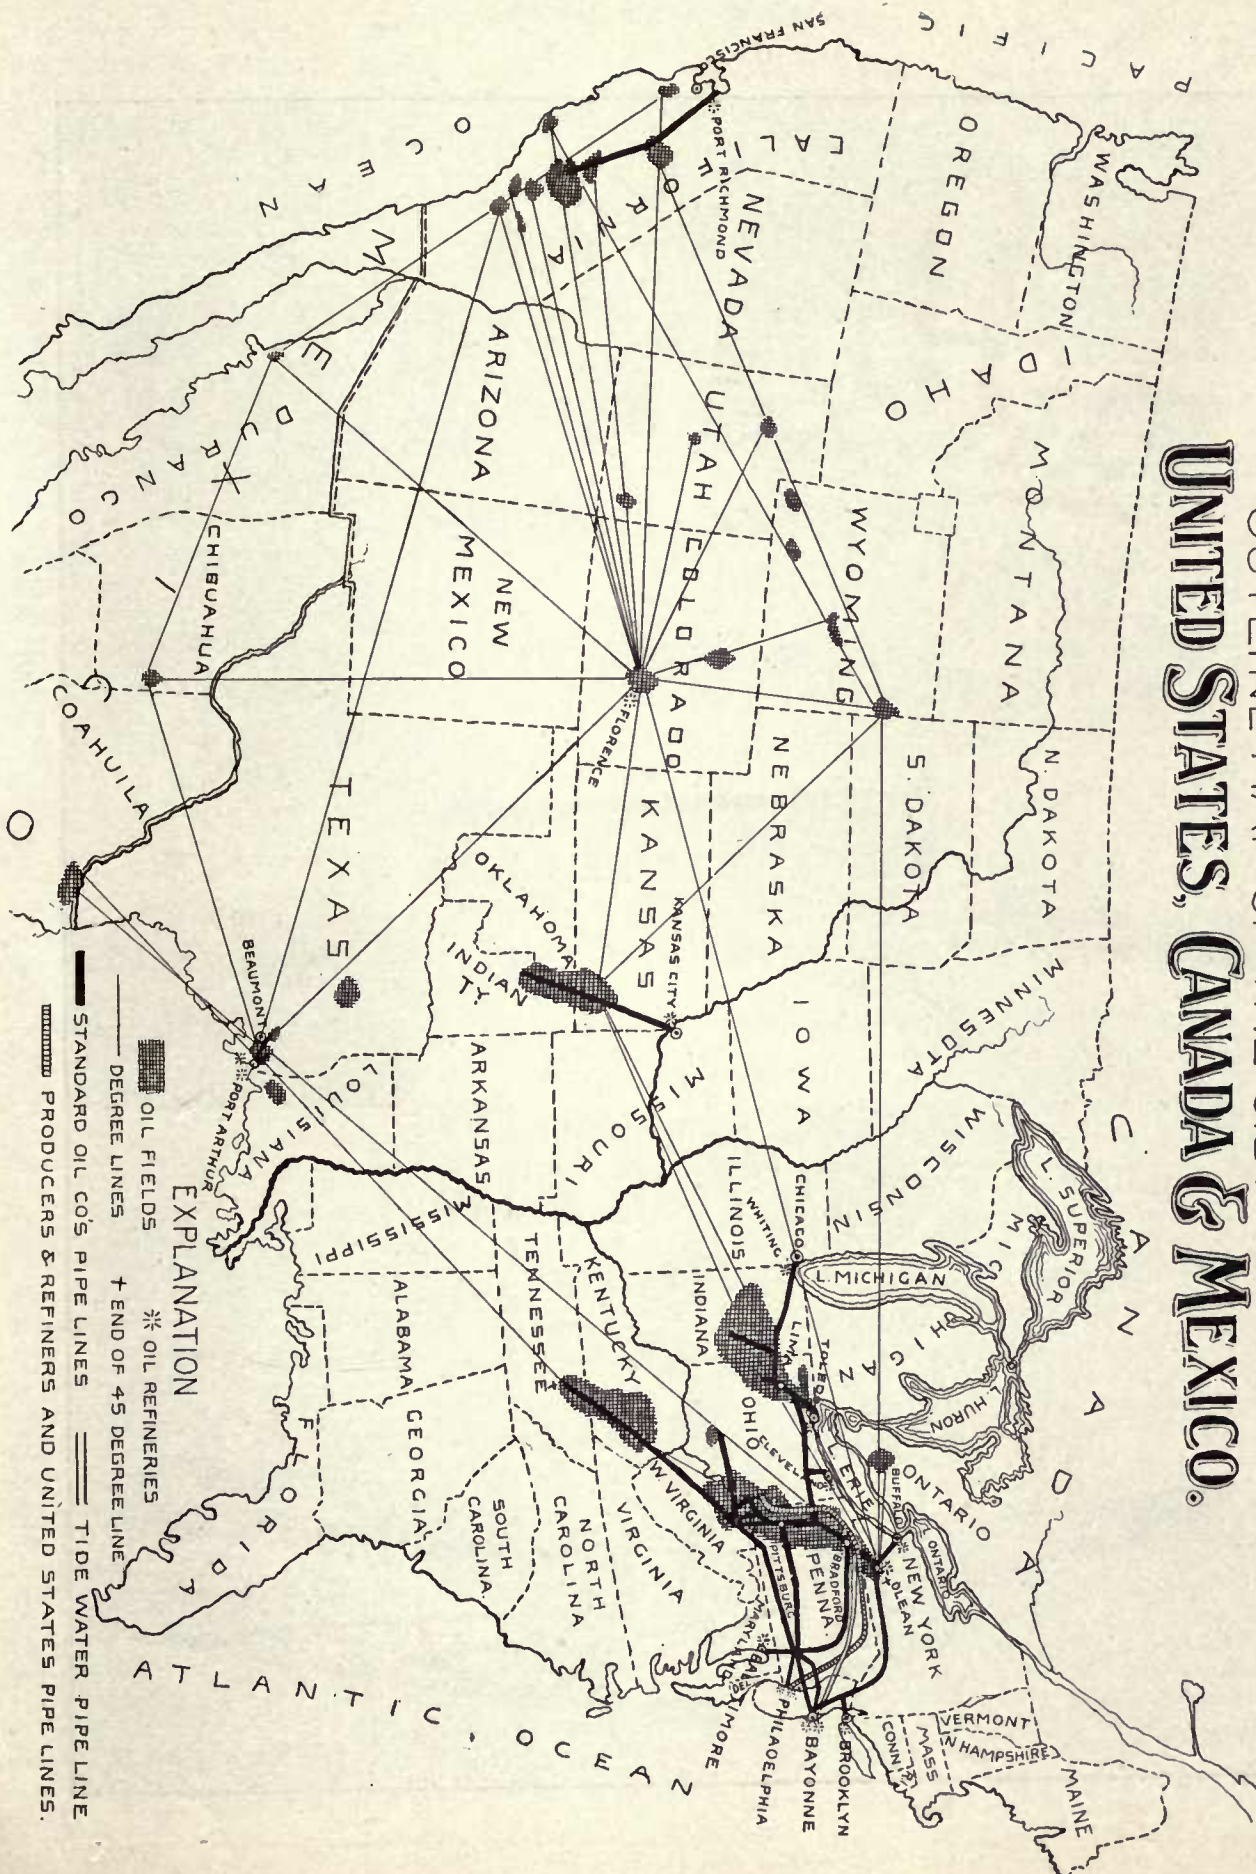 UNITED STATES, CANADA & MEXICO.
PACIFIC
OCEAN
CANADA
WASHINGTON
OREGON
IDAHO
MONTANA
N. DAKOTA
S. DAKOTA
MINNESOTA
WISCONSIN
L. SUPERIOR
MICHIGAN
L. MICHIGAN
L. HURON
ONTARIO
L. ONTARIO
L. ERIE
SAN FRANCISCO
PORT RICHMOND
CALIFORNIA
NEVADA
UTAH
WYOMING
COLORADO
FLORENCE
NEBRASKA
KANSAS
KANSAS CITY
IOWA
MISSOURI
ILLINOIS
CHICAGO
WHITING
INDIANA
LIMA
TOLEDO
OHIO
CLEVELAND
BUFFALO
OLEAN
NEW YORK
BRADFORD
PENNA.
PITTSBURG
VERMONT
N HAMPSHIRE
MAINE
MASS
CONN
R I
BROOKLYN
BAYONNE
PHILADELPHIA
BALTIMORE
MARYLAND
W. VIRGINIA
VIRGINIA
KENTUCKY
TENNESSEE
NORTH CAROLINA
SOUTH CAROLINA
GEORGIA
ALABAMA
MISSISSIPPI
FLORIDA
ARKANSAS
LOUISIANA
OKLAHOMA
INDIAN TY.
ARIZONA
NEW MEXICO
TEXAS
BEAUMONT
PORT ARTHUR
MEXICO
CHIBUAHUA
COAHUILA
ATLANTIC. OCEAN
EXPLANATION
OIL FIELDS
OIL REFINERIES
DEGREE LINES
+ END OF 45 DEGREE LINE
STANDARD OIL CO'S PIPE LINES
TIDE WATER PIPE LINE
PRODUCERS & REFINERS AND UNITED STATES PIPE LINES.